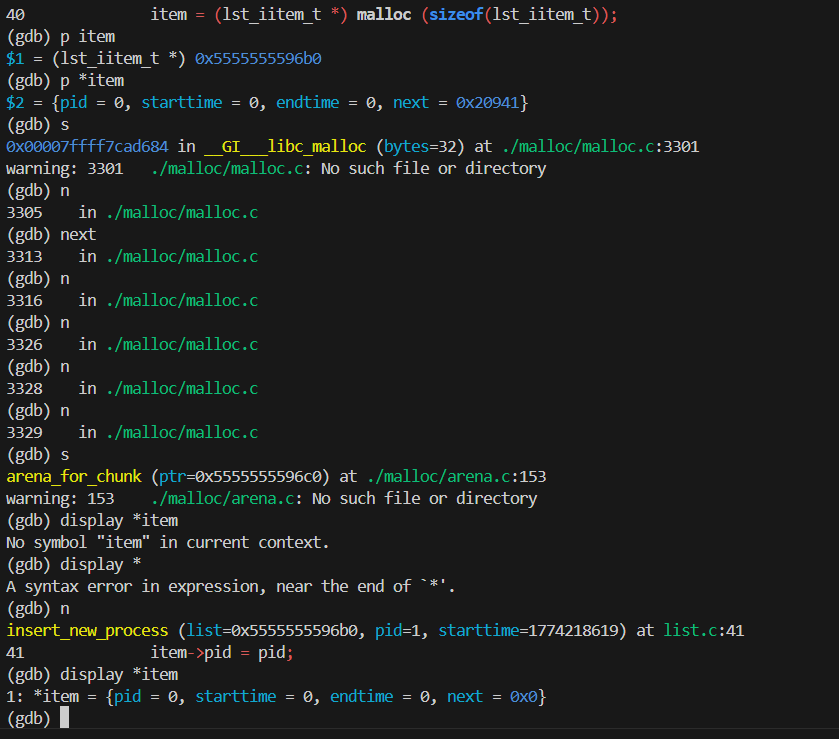 40              item = (lst_iitem_t *) malloc (sizeof(lst_iitem_t));
(gdb) p item
$1 = (lst_iitem_t *) 0x5555555596b0
(gdb) p *item
$2 = {pid = 0, starttime = 0, endtime = 0, next = 0x20941}
(gdb) s
0x00007ffff7cad684 in __GI___libc_malloc (bytes=32) at ./malloc/malloc.c:3301
warning: 3301   ./malloc/malloc.c: No such file or directory
(gdb) n
3305    in ./malloc/malloc.c
(gdb) next
3313    in ./malloc/malloc.c
(gdb) n
3316    in ./malloc/malloc.c
(gdb) n
3326    in ./malloc/malloc.c
(gdb) n
3328    in ./malloc/malloc.c
(gdb) n
3329    in ./malloc/malloc.c
(gdb) s
arena_for_chunk (ptr=0x5555555596c0) at ./malloc/arena.c:153
warning: 153    ./malloc/arena.c: No such file or directory
(gdb) display *item
No symbol "item" in current context.
(gdb) display *
A syntax error in expression, near the end of `*'.
(gdb) n
insert_new_process (list=0x5555555596b0, pid=1, starttime=1774218619) at list.c:41
41              item->pid = pid;
(gdb) display *item
1: *item = {pid = 0, starttime = 0, endtime = 0, next = 0x0}
(gdb)